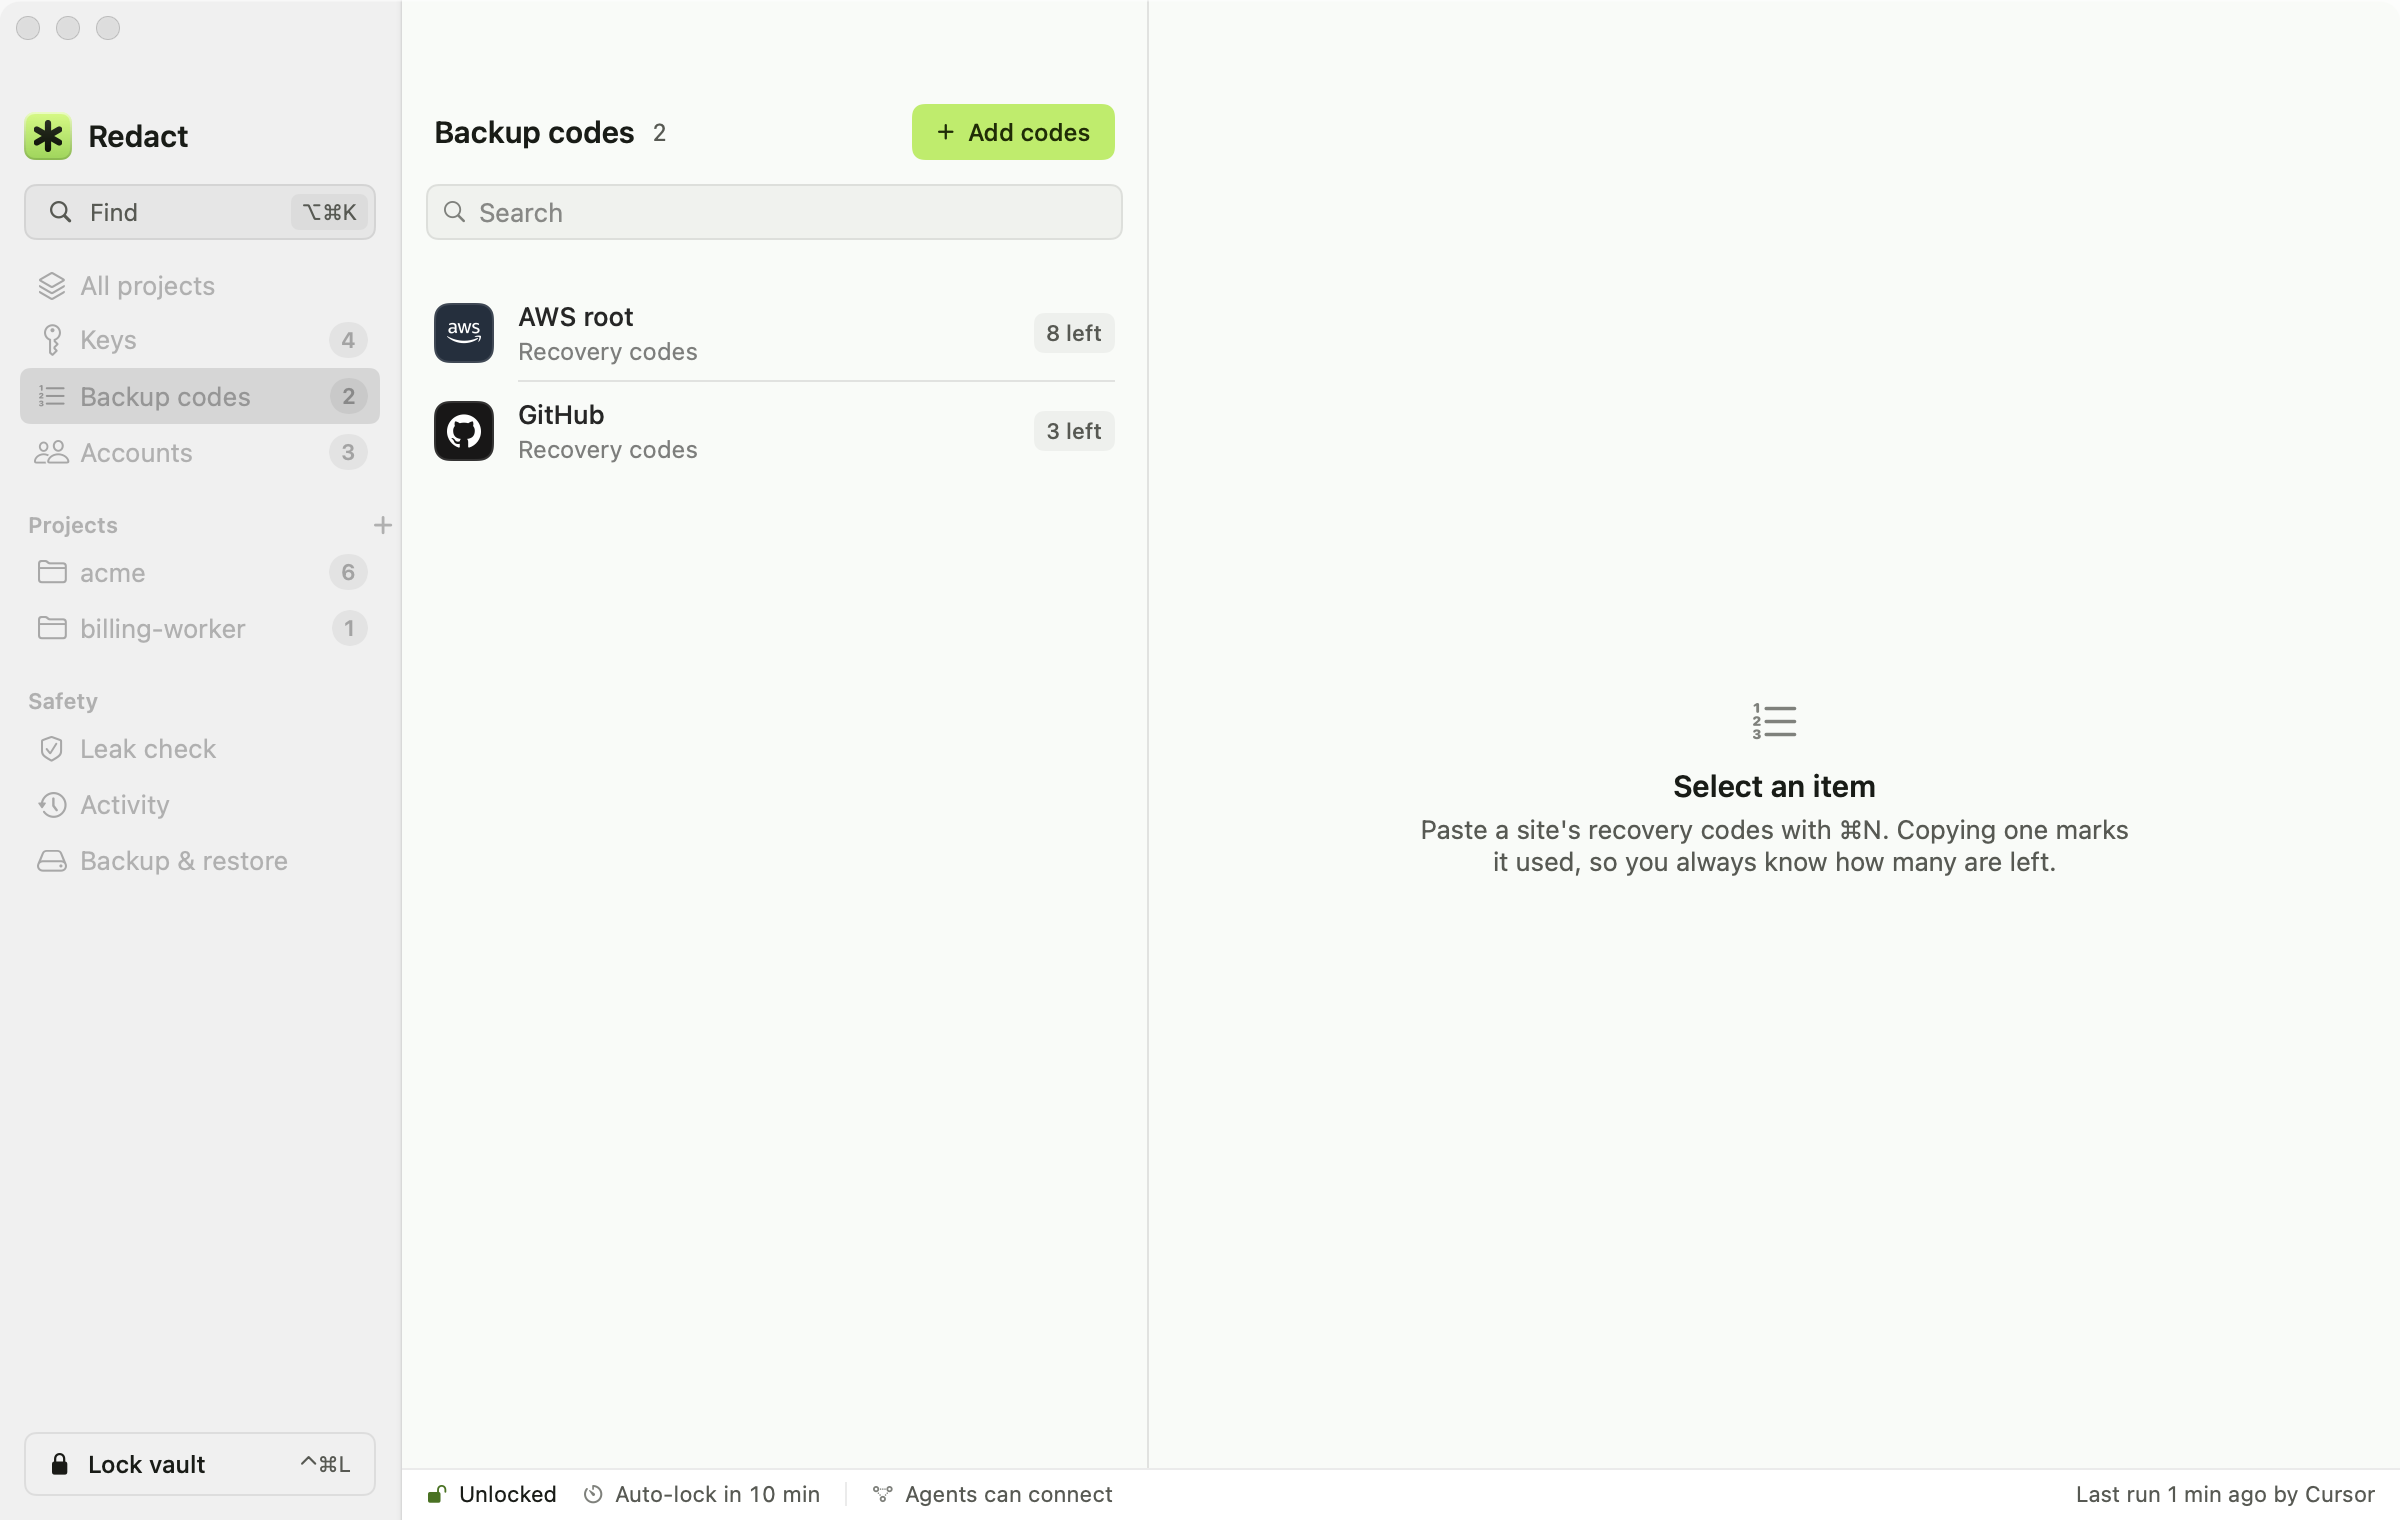 Redact
Find ⌥⌘K
All projects
Keys 4
Backup codes 2
Accounts 3
Projects +
acme 6
billing-worker 1
Safety
Leak check
Activity
Backup & restore
Lock vault ^⌘L
Backup codes 2
+ Add codes
Search
aws
AWS root
Recovery codes
8 left
GitHub
Recovery codes
3 left
1
2
3
Select an item
Paste a site's recovery codes with ⌘N. Copying one marks
it used, so you always know how many are left.
Unlocked
Auto-lock in 10 min
Agents can connect
Last run 1 min ago by Cursor